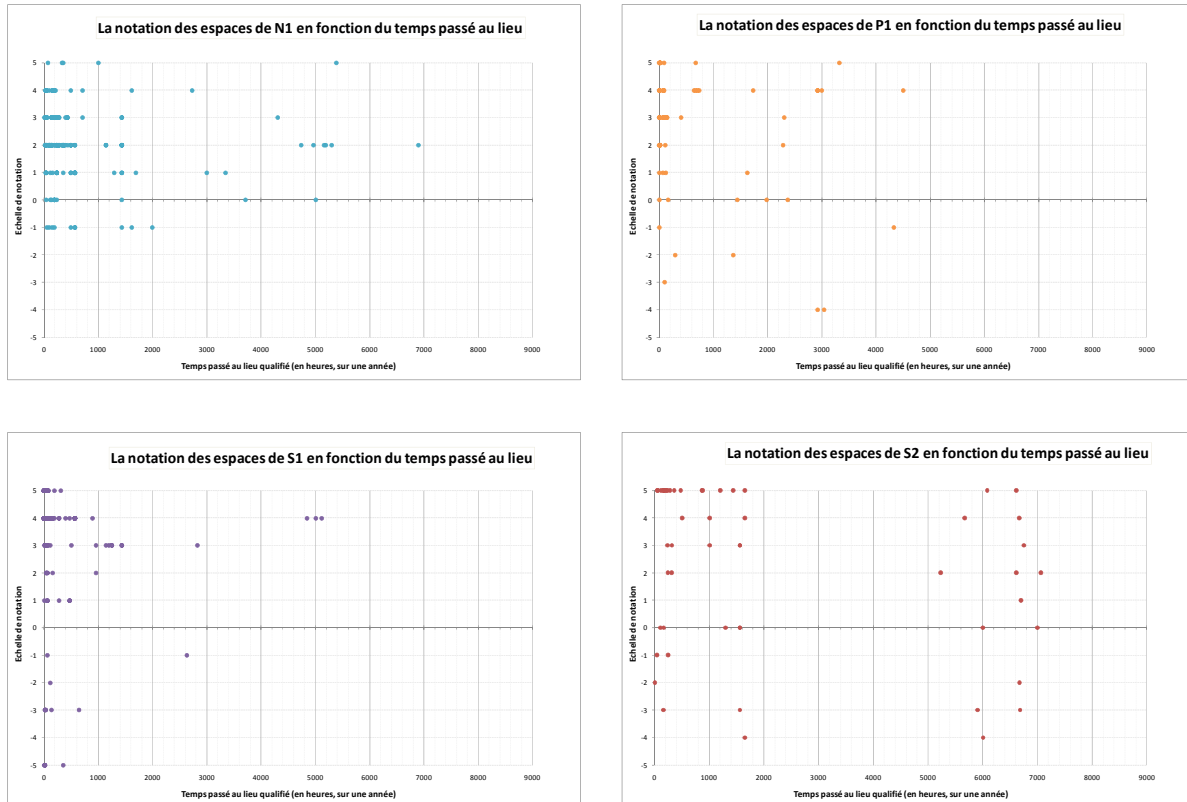 La notation des espaces de N1 en fonction du temps passé au lieu
5
4
3
2
1
0
-1
-2
-3
-4
-5
Echelle de notation
0 1000 2000 3000 4000 5000 6000 7000 8000 9000
Temps passé au lieu qualifié (en heures, sur une année)
La notation des espaces de P1 en fonction du temps passé au lieu
5
4
3
2
1
0
-1
-2
-3
-4
-5
Echelle de notation
0 1000 2000 3000 4000 5000 6000 7000 8000 9000
Temps passé au lieu qualifié (en heures, sur une année)
La notation des espaces de S1 en fonction du temps passé au lieu
5
4
3
2
1
0
-1
-2
-3
-4
-5
Echelle de notation
0 1000 2000 3000 4000 5000 6000 7000 8000 9000
Temps passé au lieu qualifié (en heures, sur une année)
La notation des espaces de S2 en fonction du temps passé au lieu
5
4
3
2
1
0
-1
-2
-3
-4
-5
Echelle de notation
0 1000 2000 3000 4000 5000 6000 7000 8000 9000
Temps passé au lieu qualifié (en heures, sur une année)